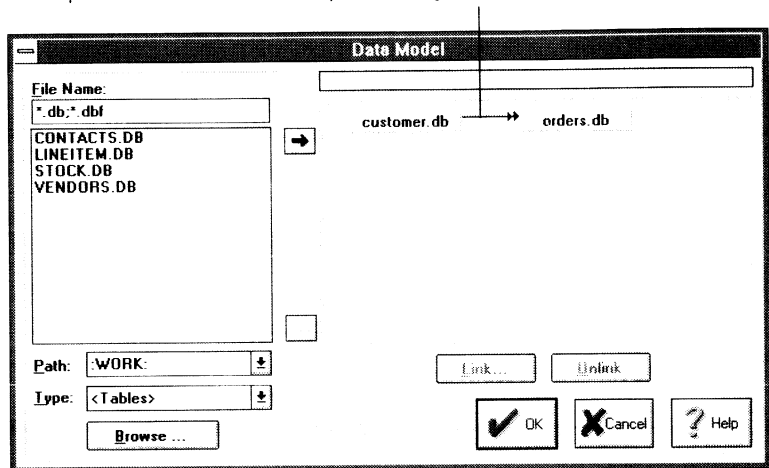 Data Model
File Name:
*.db;*.dbf
CONTACTS.DB
LINEITEM.DB
STOCK.DB
VENDORS.DB
customer.db
orders.db
Path: :WORK:
Type: <Tables>
Browse ...
Link... Unlink
OK Cancel ? Help